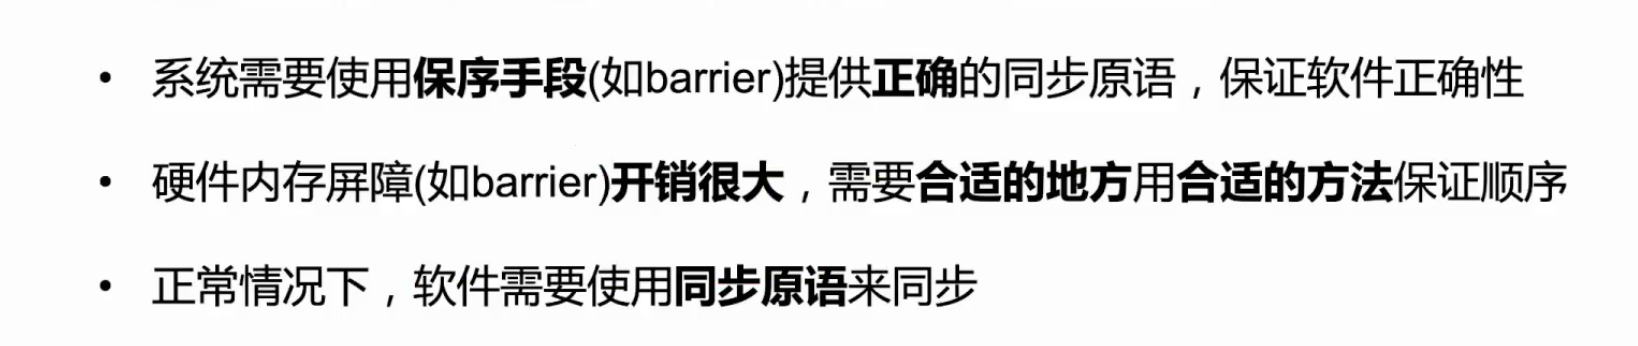 • 系统需要使用保序手段(如barrier)提供正确的同步原语，保证软件正确性
• 硬件内存屏障(如barrier)开销很大，需要合适的地方用合适的方法保证顺序
• 正常情况下，软件需要使用同步原语来同步